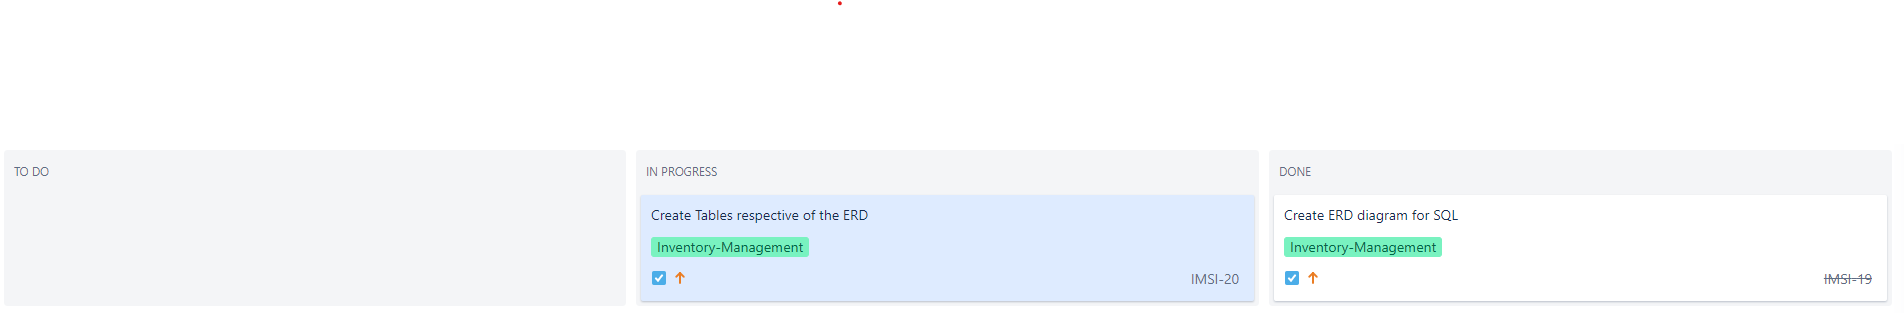 TO DO
IN PROGRESS
Create Tables respective of the ERD
Inventory-Management
IMSI-20
DONE
Create ERD diagram for SQL
Inventory-Management
IMSI-19